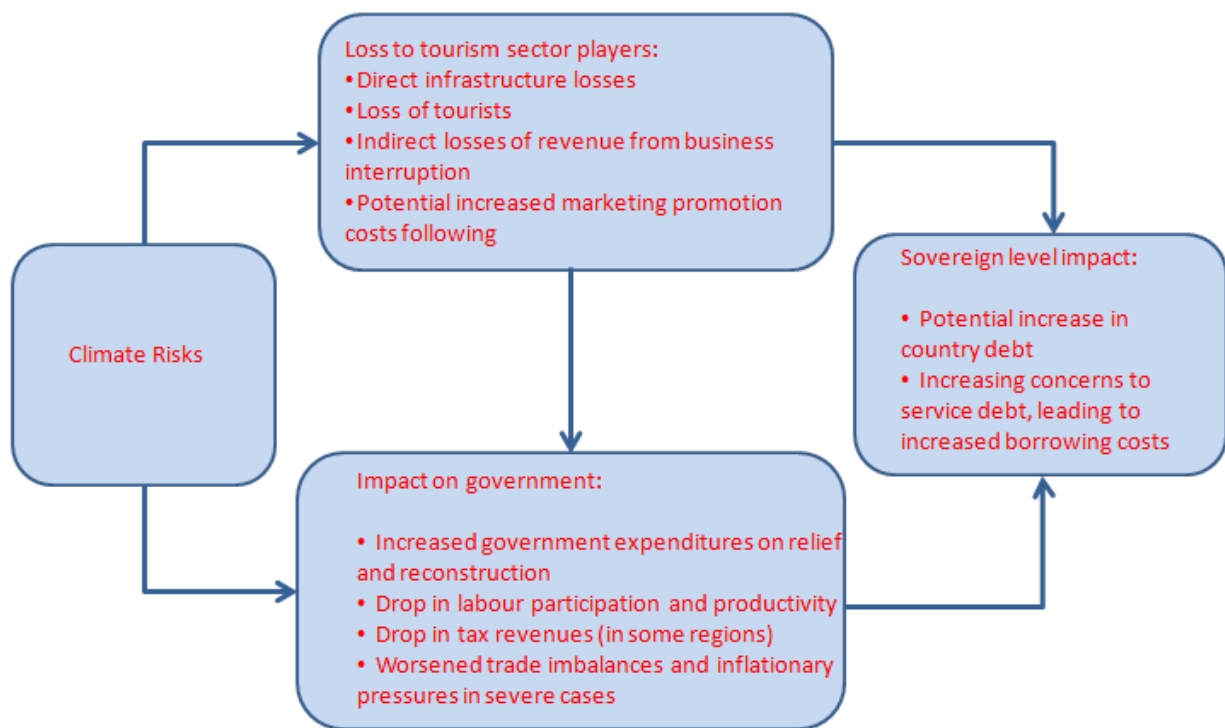 Loss to tourism sector players:
• Direct infrastructure losses
• Loss of tourists
• Indirect losses of revenue from business
interruption
• Potential increased marketing promotion
costs following
Climate Risks
Sovereign level impact:
• Potential increase in
country debt
• Increasing concerns to
service debt, leading to
increased borrowing costs
Impact on government:
• Increased government expenditures on relief
and reconstruction
• Drop in labour participation and productivity
• Drop in tax revenues (in some regions)
• Worsened trade imbalances and inflationary
pressures in severe cases